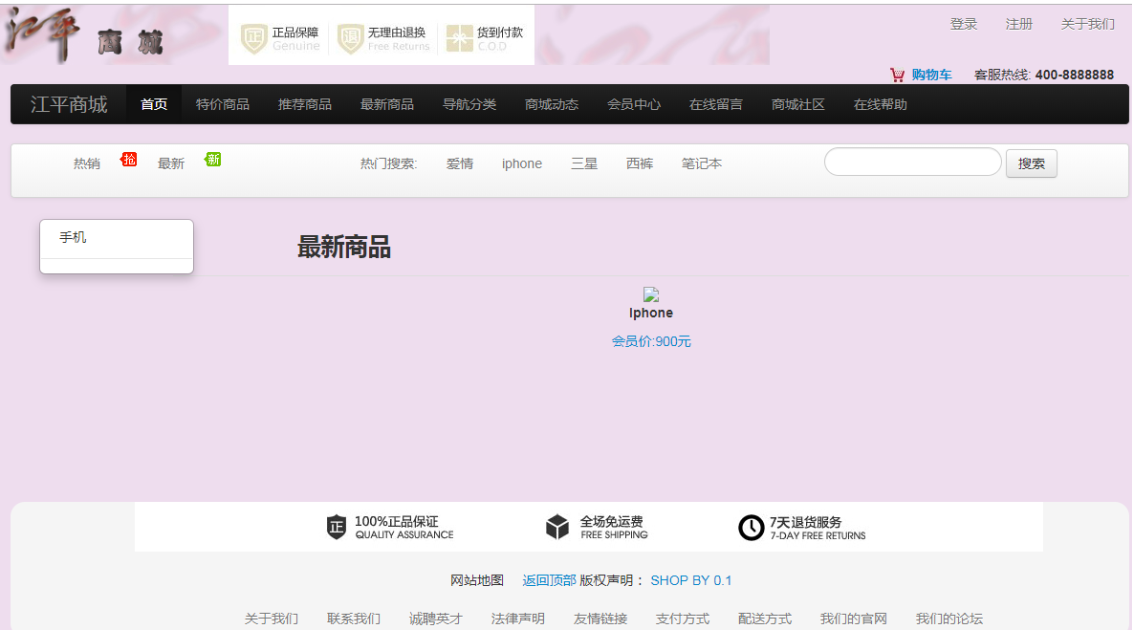 江平 商城
正品保障
Genuine
无理由退换
Free Returns
货到付款
C.O.D
登录 注册 关于我们
购物车 客服热线: 400-8888888
江平商城 首页 特价商品 推荐商品 最新商品 导航分类 商城动态 会员中心 在线留言 商城社区 在线帮助
热销 抢 最新 新 热门搜索: 爱情 iphone 三星 西裤 笔记本 搜索
手机
最新商品
Iphone
会员价:900元
正 100%正品保证
QUALITY ASSURANCE
全场免运费
FREE SHIPPING
7天退货服务
7-DAY FREE RETURNS
网站地图 返回顶部 版权声明： SHOP BY 0.1
关于我们 联系我们 诚聘英才 法律声明 友情链接 支付方式 配送方式 我们的官网 我们的论坛